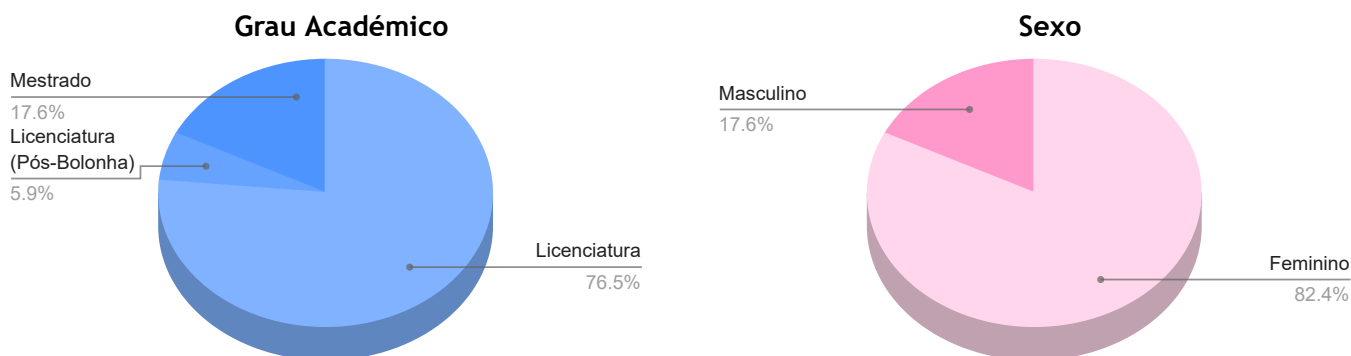 Grau Académico
Mestrado
17.6%
Licenciatura
(Pós-Bolonha)
5.9%
Licenciatura
76.5%
Sexo
Masculino
17.6%
Feminino
82.4%